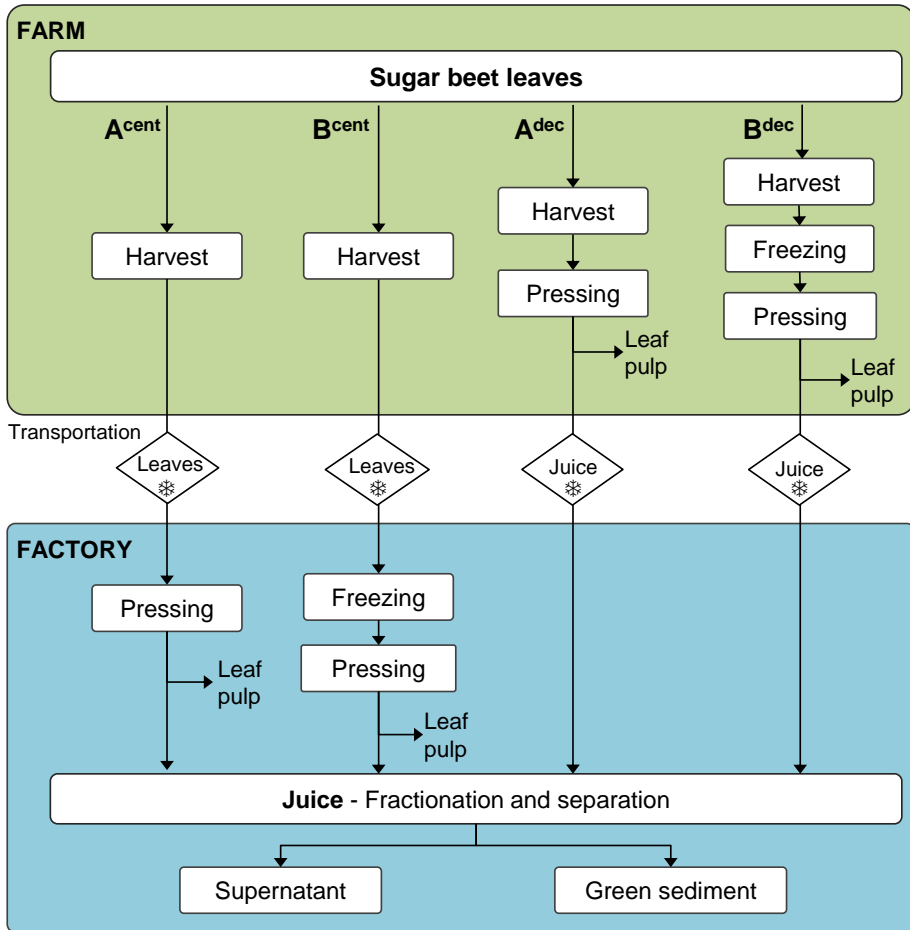 FARM
Sugar beet leaves
Acent
Bcent
Adec
Bdec
Harvest
Harvest
Harvest
Harvest
Freezing
Pressing
Pressing
Leaf
pulp
Leaf
pulp
Transportation
Leaves
Leaves
Juice
Juice
FACTORY
Pressing
Freezing
Leaf
pulp
Pressing
Leaf
pulp
Juice - Fractionation and separation
Supernatant
Green sediment